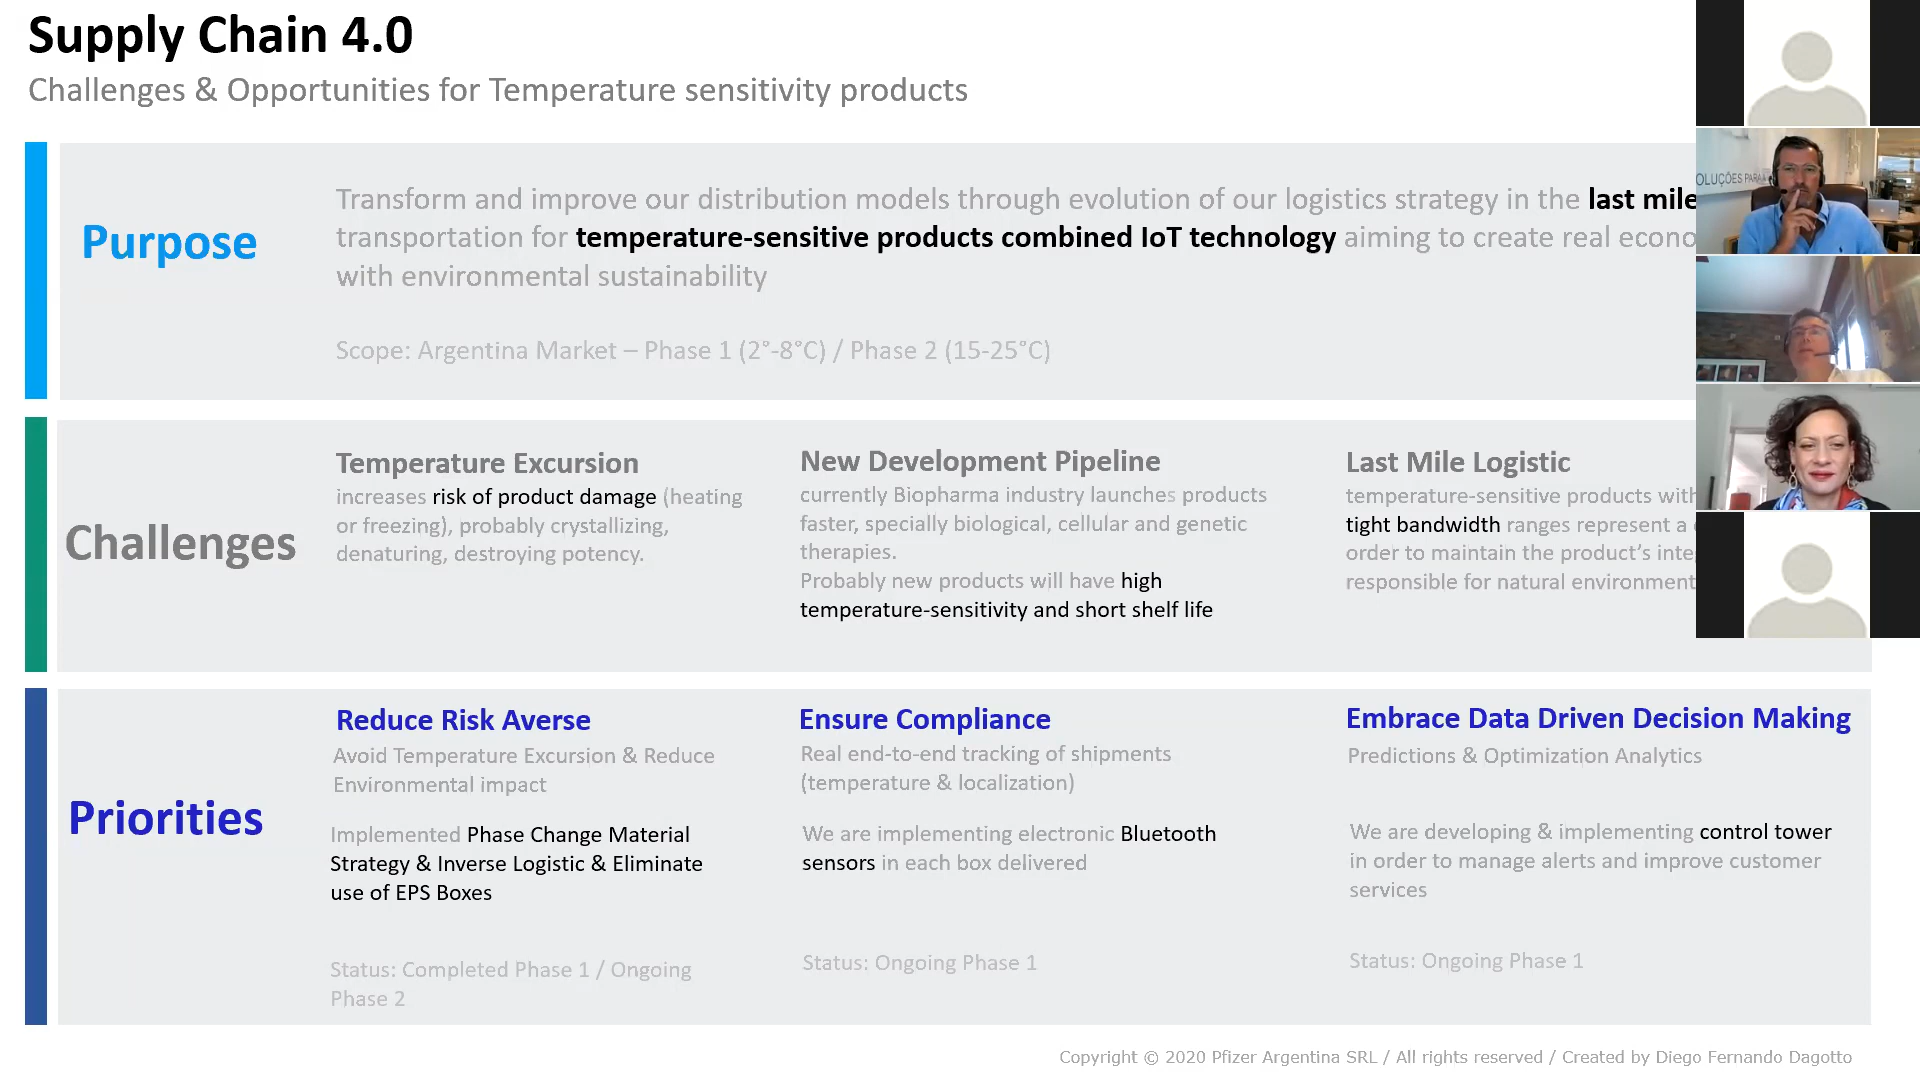 Supply Chain 4.0
Challenges & Opportunities for Temperature sensitivity products
Purpose
Transform and improve our distribution models through evolution of our logistics strategy in the last mile
transportation for temperature-sensitive products combined IoT technology aiming to create real
with environmental sustainability
Scope: Argentina Market – Phase 1 (2°-8°C) / Phase 2 (15-25°C)
Challenges
Temperature Excursion
increases risk of product damage (heating
or freezing), probably crystallizing,
denaturing, destroying potency.
New Development Pipeline
currently Biopharma industry launches products
faster, specially biological, cellular and genetic
therapies.
Probably new products will have high
temperature-sensitivity and short shelf life
Last Mile Logistic
temperature-sensitive products with
tight bandwidth ranges represent a
order to maintain the product's
responsible for natural environment
Priorities
Reduce Risk Averse
Avoid Temperature Excursion & Reduce
Environmental impact
Implemented Phase Change Material
Strategy & Inverse Logistic & Eliminate
use of EPS Boxes
Status: Completed Phase 1 / Ongoing
Phase 2
Ensure Compliance
Real end-to-end tracking of shipments
(temperature & localization)
We are implementing electronic Bluetooth
sensors in each box delivered
Status: Ongoing Phase 1
Embrace Data Driven Decision Making
Predictions & Optimization Analytics
We are developing & implementing control tower
in order to manage alerts and improve customer
services
Status: Ongoing Phase 1
OLUÇÕES PARA
Copyright © 2020 Pfizer Argentina SRL / All rights reserved / Created by Diego Fernando Dagotto